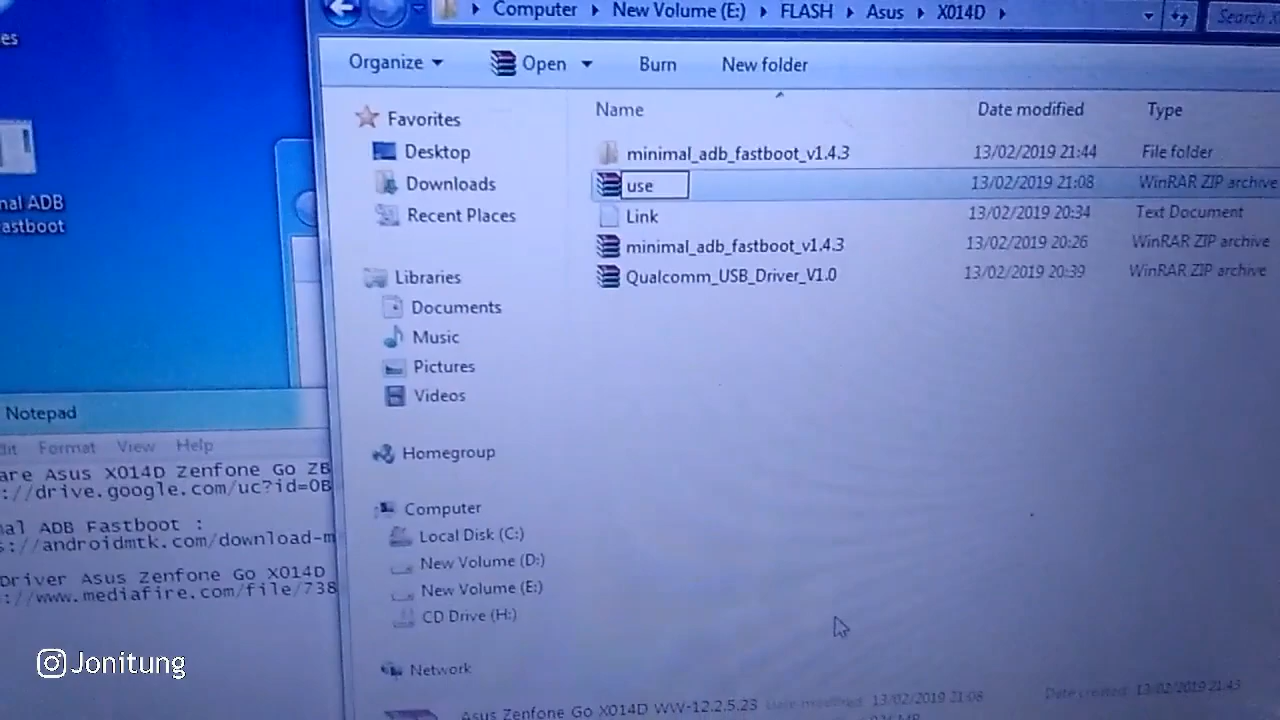 Computer New Volume (E:) FLASH Asus X014D Search
es
Organize Open Burn New folder
Name Date modified Type
Favorites
Desktop
Downloads
Recent Places
minimal_adb_fastboot_v1.4.3 13/02/2019 21:44 File folder
use 13/02/2019 21:08 WinRAR ZIP archive
Link 13/02/2019 20:34 Text Document
minimal_adb_fastboot_v1.4.3 13/02/2019 20:26 WinRAR ZIP archive
Qualcomm_USB_Driver_V1.0 13/02/2019 20:39 WinRAR ZIP archive
nal ADB
astboot
Libraries
Documents
Music
Pictures
Videos
Homegroup
Computer
Local Disk (C:)
New Volume (D:)
New Volume (E:)
CD Drive (H:)
Network
Notepad
dit Format View Help
are Asus X014D Zenfone Go ZB
://drive.google.com/uc?id=0B
al ADB Fastboot :
s://androidmtk.com/download-m
Driver Asus Zenfone Go X014D
://www.mediafire.com/file/738
Asus Zenfone Go X014D WW-12.2.5.23 Date modified: 13/02/2019 21:08 Date created: 13/02/2019 21:43
Jonitung